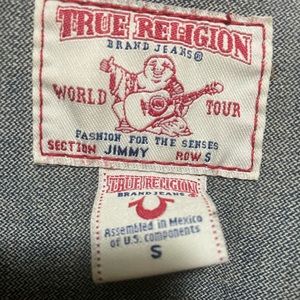 TRUE RELIGION
BRAND JEANS®
WORLD TOUR
FASHION FOR THE SENSES
SECTION JIMMY ROW S
TRUE RELIGION
BRAND JEANS®
Assembled in Mexico
of U.S. components
S